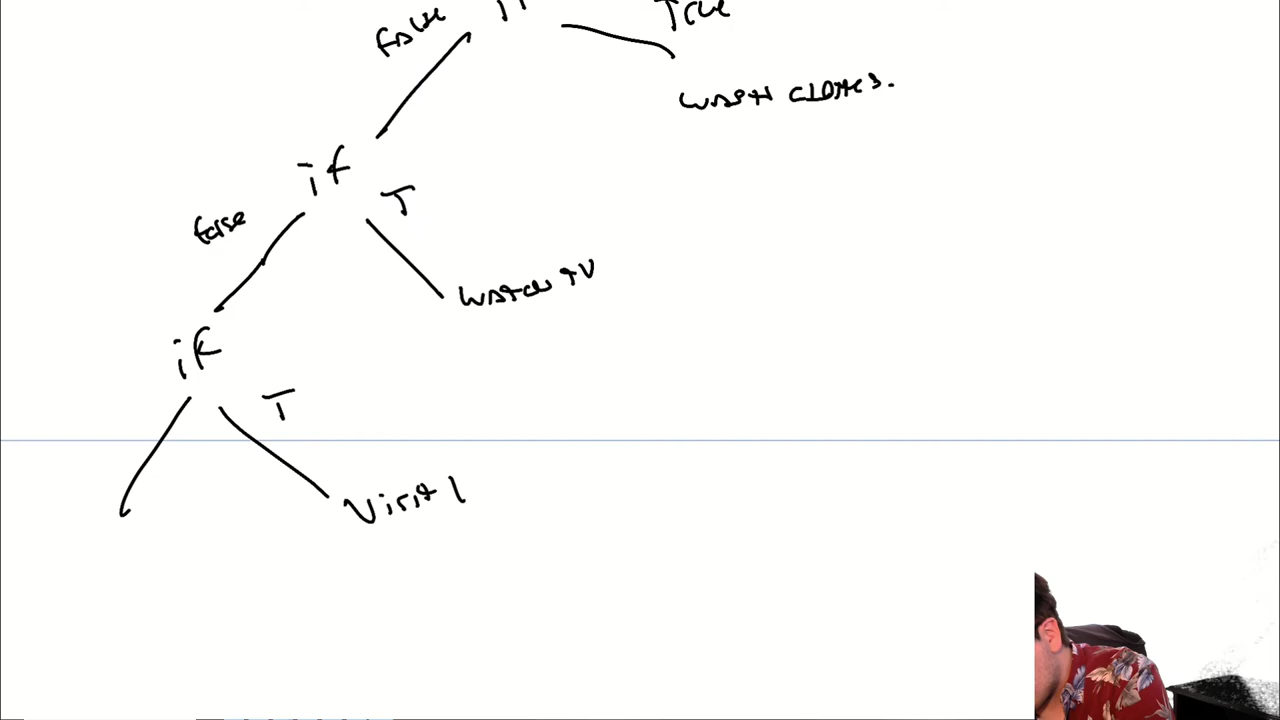 False
True
WASH CLOTHES.
if
T
False
WATCH TV
if
T
Visit